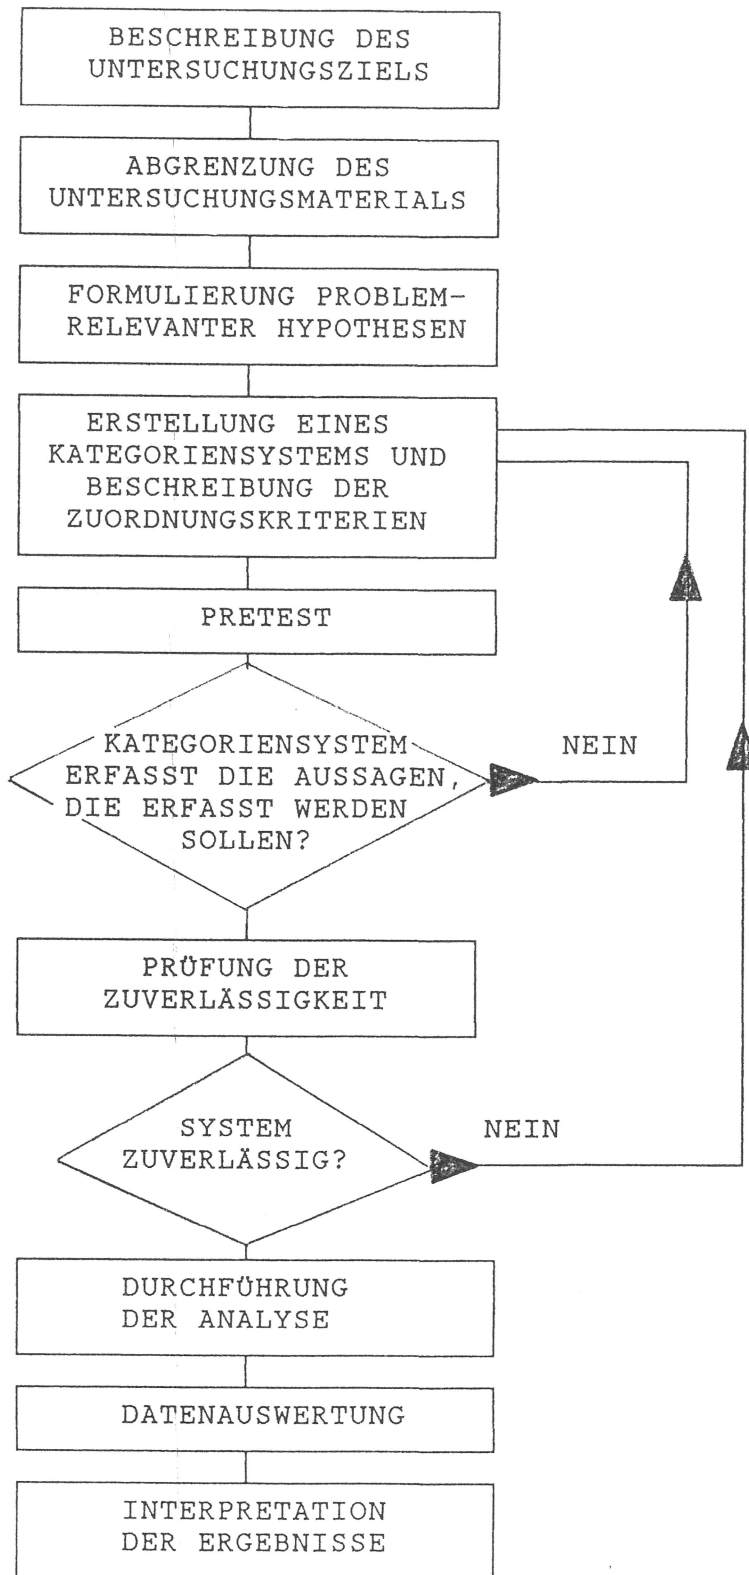 BESCHREIBUNG DES
UNTERSUCHUNGSZIELS
ABGRENZUNG DES
UNTERSUCHUNGSMATERIALS
FORMULIERUNG PROBLEM-
RELEVANTER HYPOTHESEN
ERSTELLUNG EINES
KATEGORIENSYSTEMS UND
BESCHREIBUNG DER
ZUORDNUNGSKRITERIEN
PRETEST
KATEGORIENSYSTEM
ERFASST DIE AUSSAGEN,
DIE ERFASST WERDEN
SOLLEN?
NEIN
PRÜFUNG DER
ZUVERLÄSSIGKEIT
SYSTEM
ZUVERLÄSSIG?
NEIN
DURCHFÜHRUNG
DER ANALYSE
DATENAUSWERTUNG
INTERPRETATION
DER ERGEBNISSE